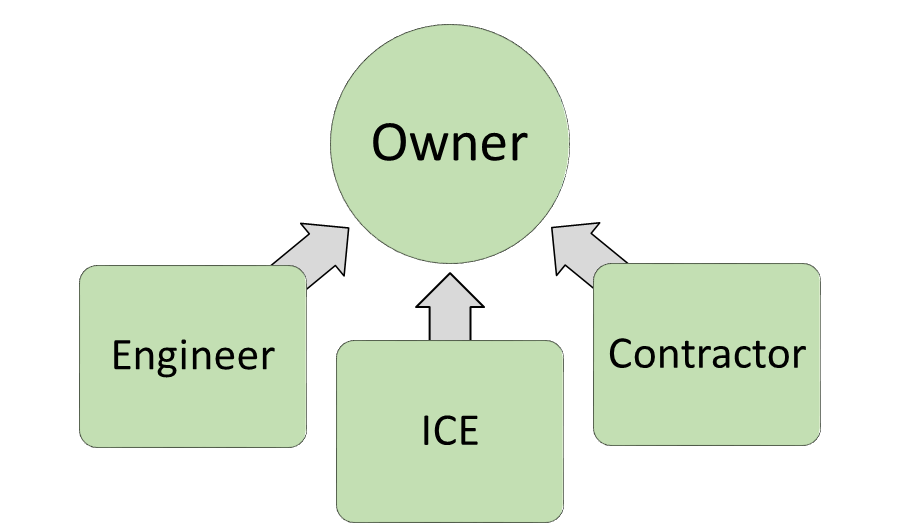 Owner
Engineer
ICE
Contractor